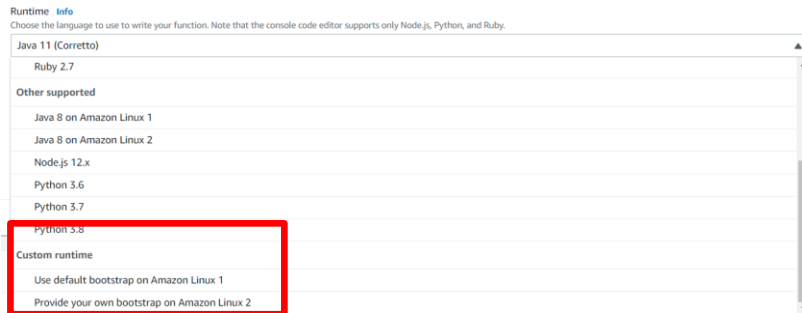 Runtime Info
Choose the language to use to write your function. Note that the console code editor supports only Node.js, Python, and Ruby.
Java 11 (Corretto)
Ruby 2.7
Other supported
Java 8 on Amazon Linux 1
Java 8 on Amazon Linux 2
Node.js 12.x
Python 3.6
Python 3.7
Python 3.8
Custom runtime
Use default bootstrap on Amazon Linux 1
Provide your own bootstrap on Amazon Linux 2